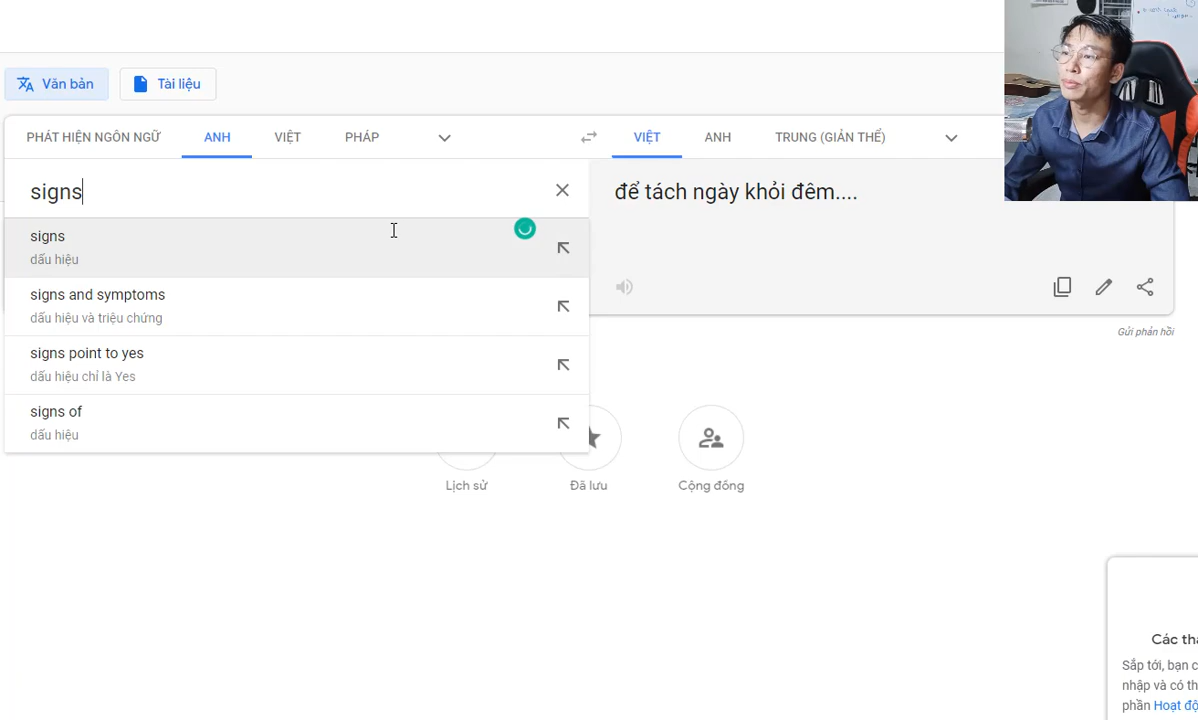 Văn bản
Tài liệu
PHÁT HIỆN NGÔN NGỮ
ANH
VIỆT
PHÁP
VIỆT
ANH
TRUNG (GIẢN THỂ)
signs
để tách ngày khỏi đêm....
signs
dấu hiệu
signs and symptoms
dấu hiệu và triệu chứng
signs point to yes
dấu hiệu chỉ là Yes
signs of
dấu hiệu
Gửi phản hồi
Lịch sử
Đã lưu
Cộng đồng
Các tha
Sắp tới, bạn c
nhập và có th
phần Hoạt độ